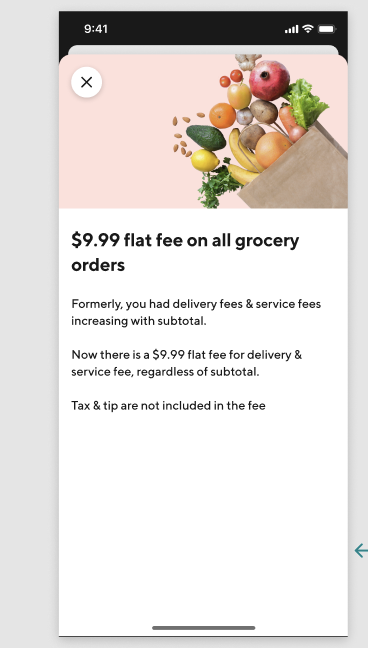 9:41
$9.99 flat fee on all grocery
orders
Formerly, you had delivery fees & service fees
increasing with subtotal.
Now there is a $9.99 flat fee for delivery &
service fee, regardless of subtotal.
Tax & tip are not included in the fee